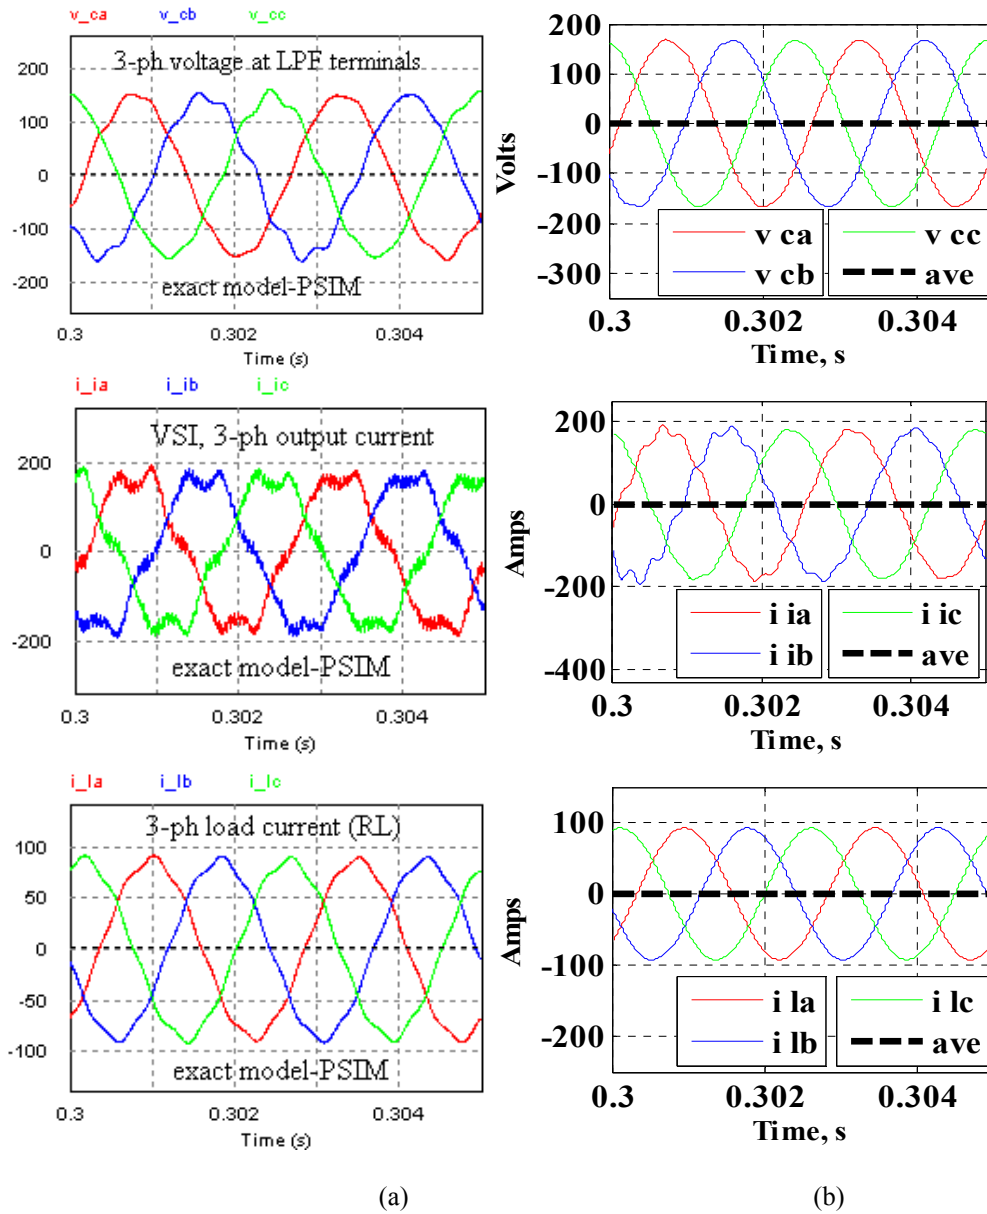 v_ca v_cb v_cc
3-ph voltage at LPF terminals
200
100
0
-100
-200
exact model-PSIM
0.3 0.302 0.304
Time (s)
200
100
0
-100
-200
-300
Volts
v ca v cc
v cb ave
0.3 0.302 0.304
Time, s
i_ia i_ib i_ic
VSI, 3-ph output current
200
0
-200
exact model-PSIM
0.3 0.302 0.304
Time (s)
200
0
-200
-400
Amps
i ia i ic
i ib ave
0.3 0.302 0.304
Time, s
i_la i_lb i_lc
3-ph load current (RL)
100
50
0
-50
-100
exact model-PSIM
0.3 0.302 0.304
Time (s)
100
0
-100
-200
Amps
i la i lc
i lb ave
0.3 0.302 0.304
Time, s
(a) (b)